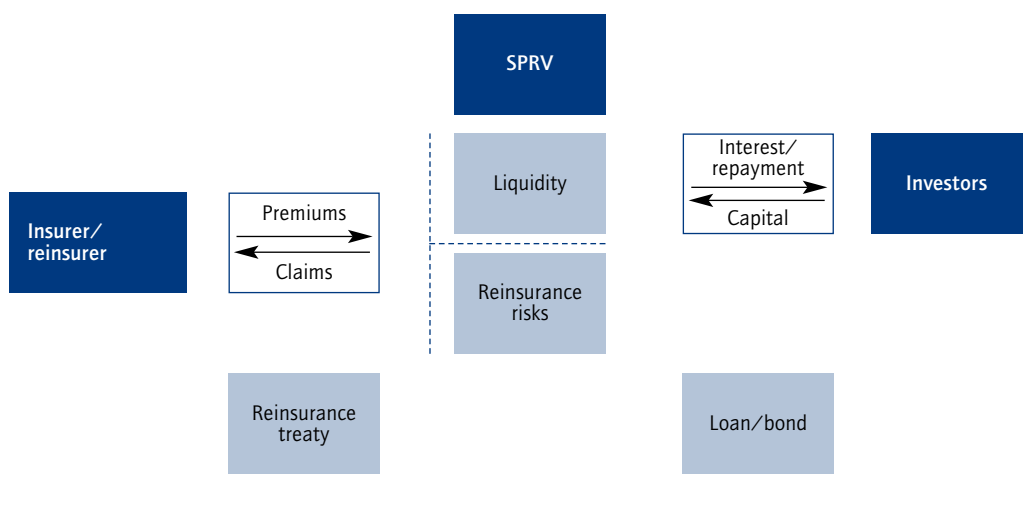 SPRV
Liquidity
Interest/
repayment
Capital
Investors
Insurer/
reinsurer
Premiums
Claims
Reinsurance
risks
Reinsurance
treaty
Loan/bond